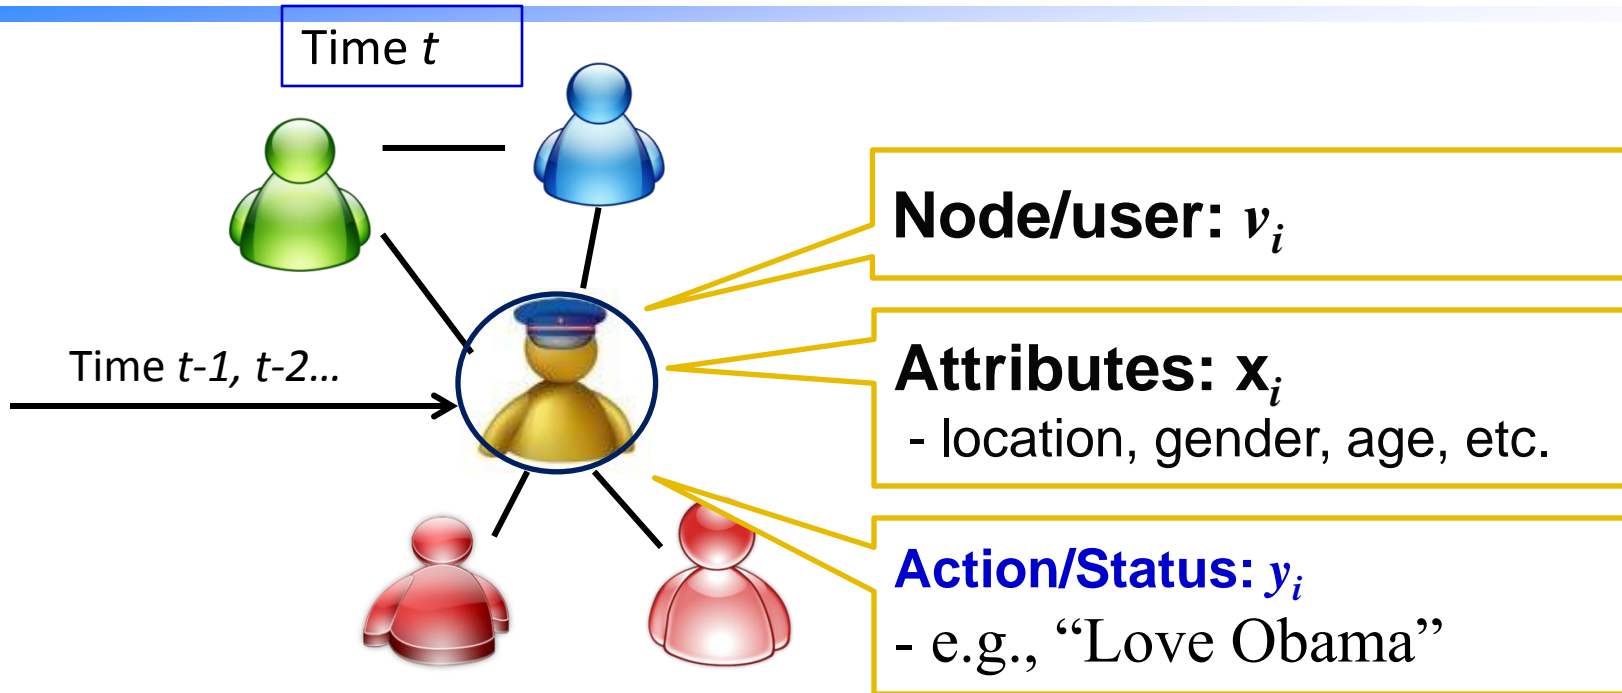 Time t
Node/user: vi
Time t-1, t-2...
Attributes: xi
- location, gender, age, etc.
Action/Status: yi
- e.g., “Love Obama”